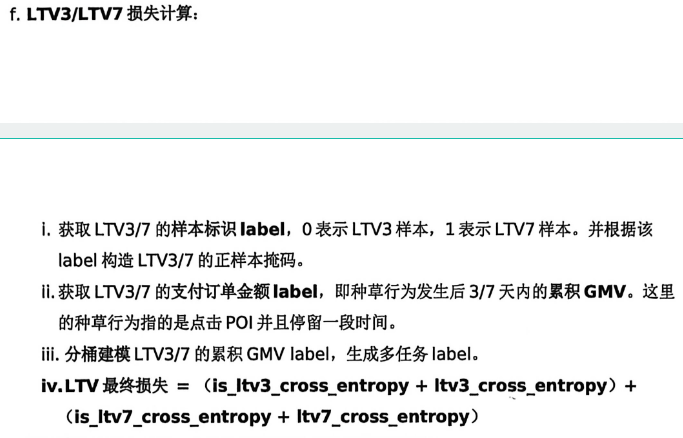 f. LTV3/LTV7 损失计算：
i. 获取 LTV3/7 的样本标识 label，0 表示 LTV3 样本，1 表示 LTV7 样本。并根据该
label 构造 LTV3/7 的正样本掩码。
ii. 获取 LTV3/7 的支付订单金额 label，即种草行为发生后 3/7 天内的累积 GMV。这里
的种草行为指的是点击 POI 并且停留一段时间。
iii. 分桶建模 LTV3/7 的累积 GMV label，生成多任务 label。
iv. LTV 最终损失 = （is_ltv3_cross_entropy + ltv3_cross_entropy）+
（is_ltv7_cross_entropy + ltv7_cross_entropy）